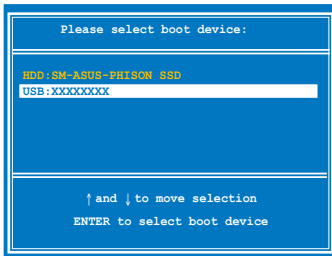 Please select boot device:
HDD:SM-ASUS-PHISON SSD
USB:XXXXXXXX
↑ and ↓ to move selection
ENTER to select boot device